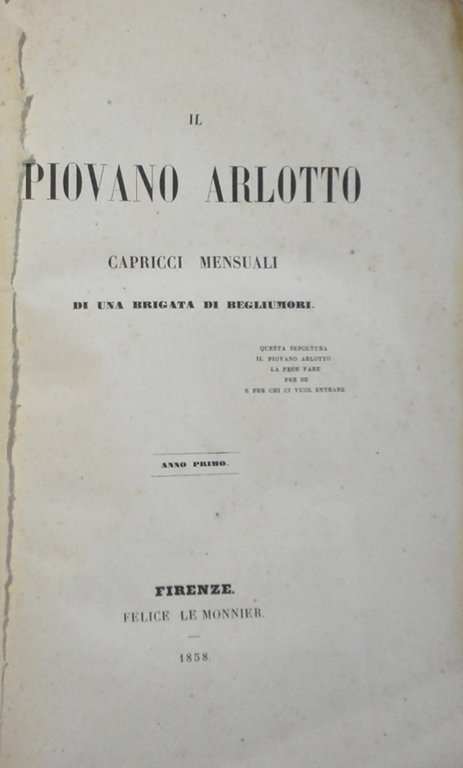 IL
PIOVANO ARLOTTO
CAPRICCI MENSUALI
DI UNA BRIGATA DI BEGLIUMORI.
QUESTA SEPOLTURA
IL PIOVANO ARLOTTO
LA FECE FARE
PER SE
E PER CHI CI VUOL ENTRARE
ANNO PRIMO.
FIRENZE.
FELICE LE MONNIER.
1858.